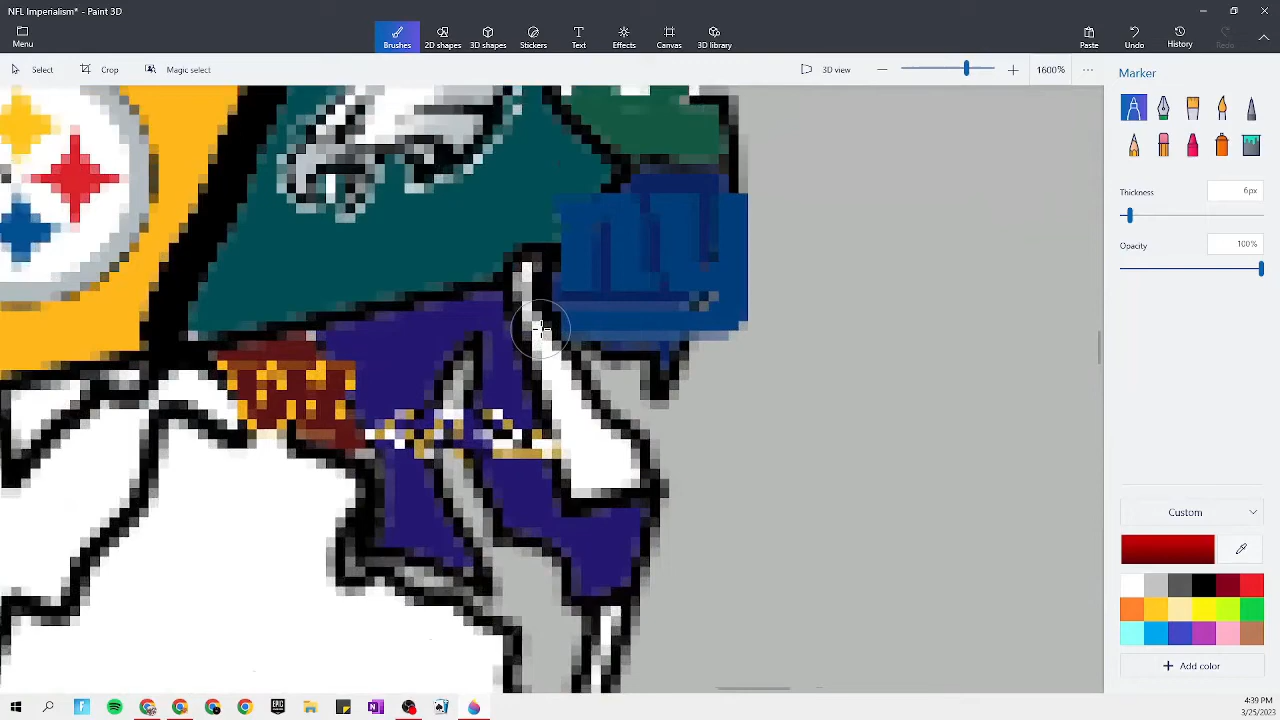 NFL Imperialism* - Paint 3D
Menu
Brushes
2D shapes
3D shapes
Stickers
Text
Effects
Canvas
3D library
Paste
Undo
History
Redo
Select
Crop
Magic select
3D view
1600%
Marker
Thickness
6px
Opacity
100%
Custom
Add color
4:39 PM
3/25/2023